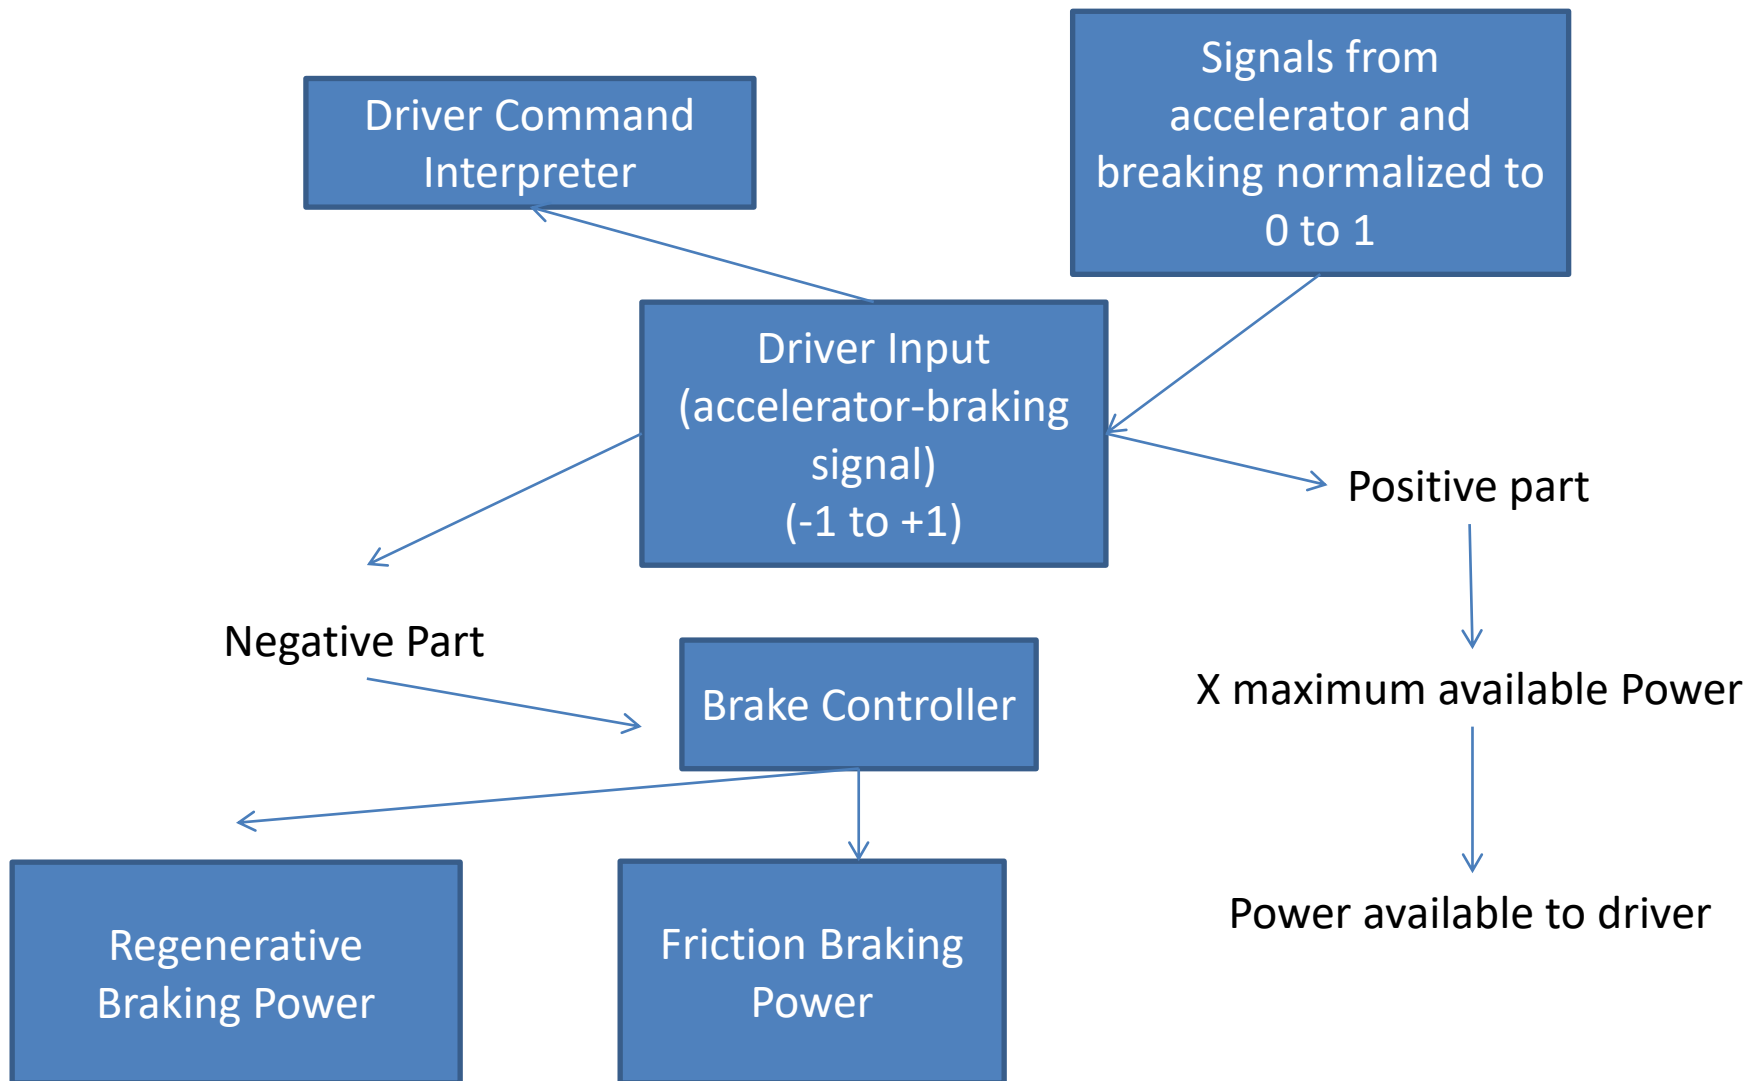 Driver Command
Interpreter
Signals from
accelerator and
breaking normalized to
0 to 1
Driver Input
(accelerator-braking
signal)
(-1 to +1)
Positive part
Negative Part
Brake Controller
X maximum available Power
Power available to driver
Regenerative
Braking Power
Friction Braking
Power